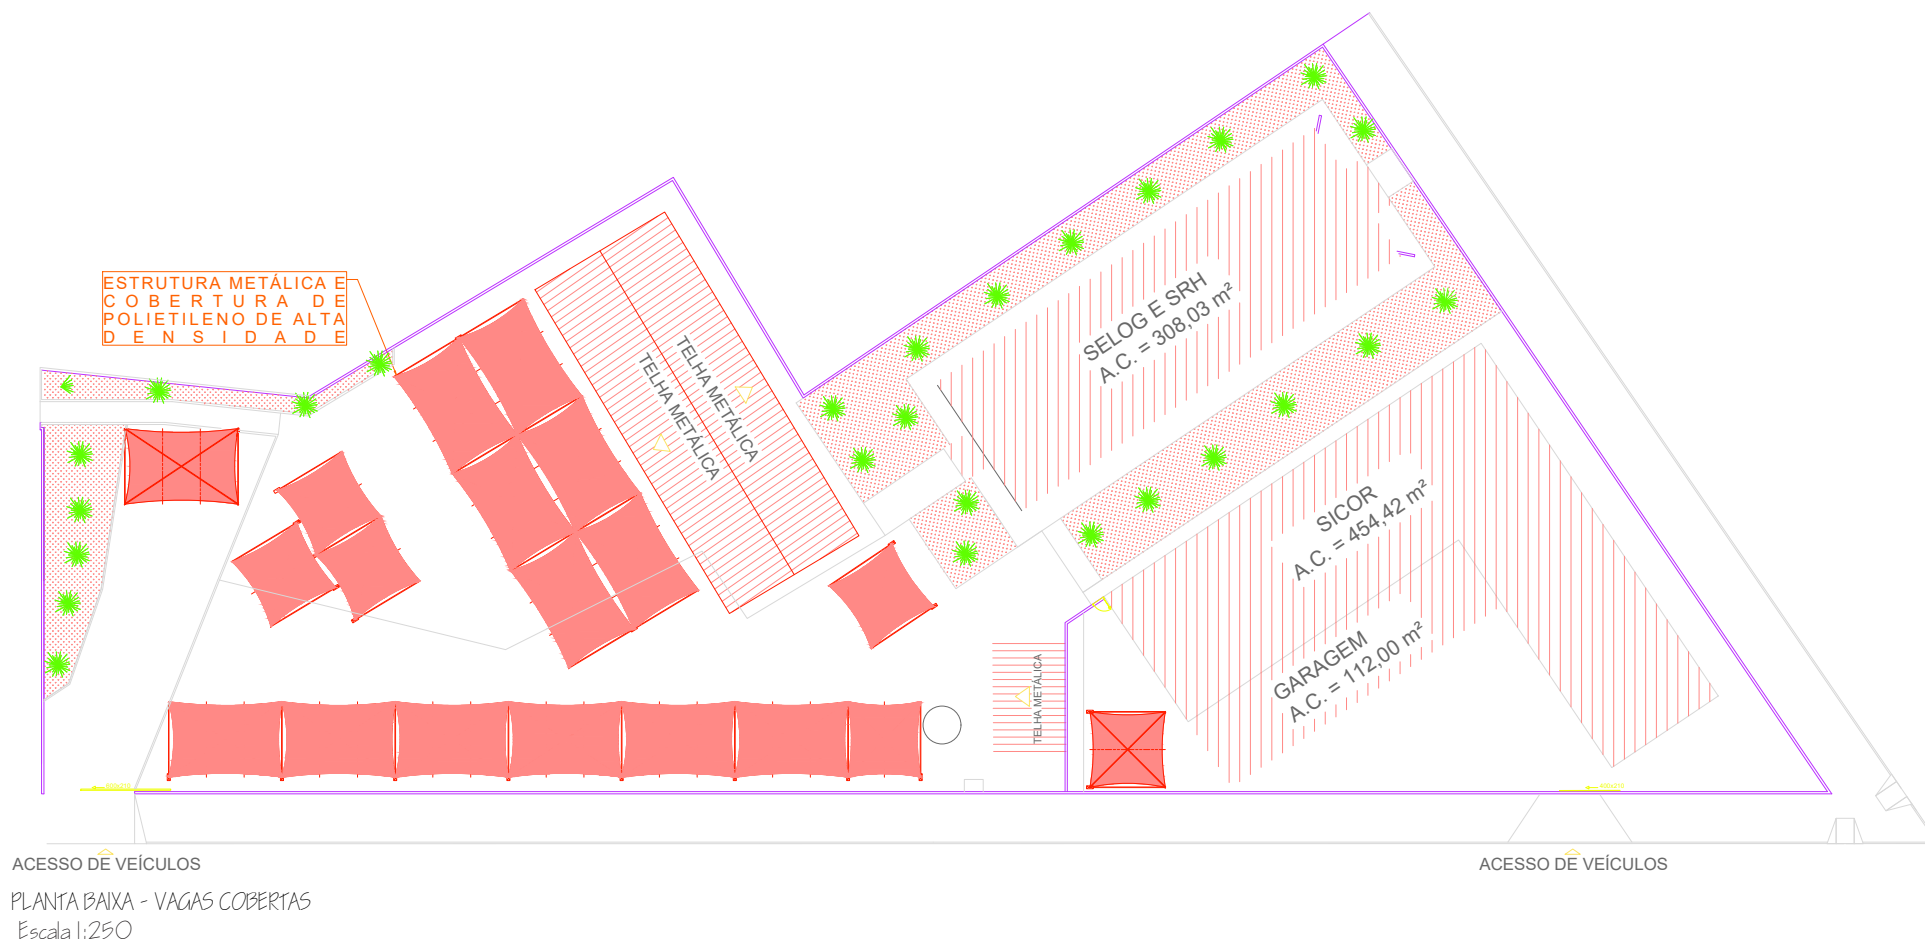 ESTRUTURA METÁLICA E
COBERTURA DE
POLIETILENO DE ALTA
DENSIDADE
TELHA METÁLICA
TELHA METÁLICA
SELOG E SRH
A.C. = 308,03 m²
SICOR
A.C. = 454,42 m²
GARAGEM
A.C. = 112,00 m²
TELHA METÁLICA
ACESSO DE VEÍCULOS
ACESSO DE VEÍCULOS
PLANTA BAIXA - VAGAS COBERTAS
Escala 1:250